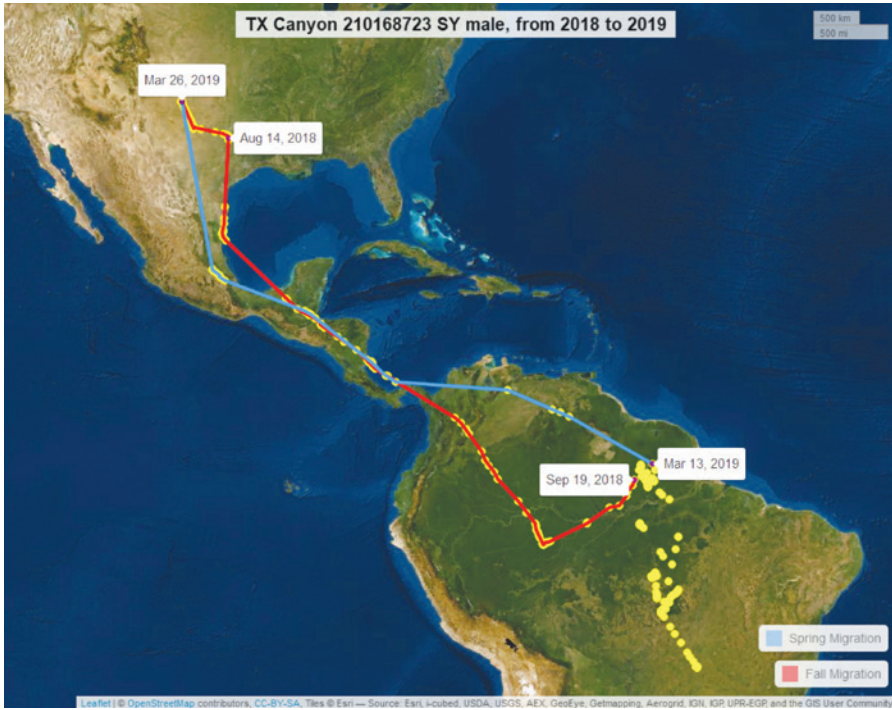 TX Canyon 210168723 SY male, from 2018 to 2019
500 km
500 mi
Mar 26, 2019
Aug 14, 2018
Mar 13, 2019
Sep 19, 2018
Spring Migration
Fall Migration
Leaflet | © OpenStreetMap contributors, CC-BY-SA, Tiles © Esri — Source: Esri, i-cubed, USDA, USGS, AEX, GeoEye, Getmapping, Aerogrid, IGN, IGP, UPR-EGP, and the GIS User Community